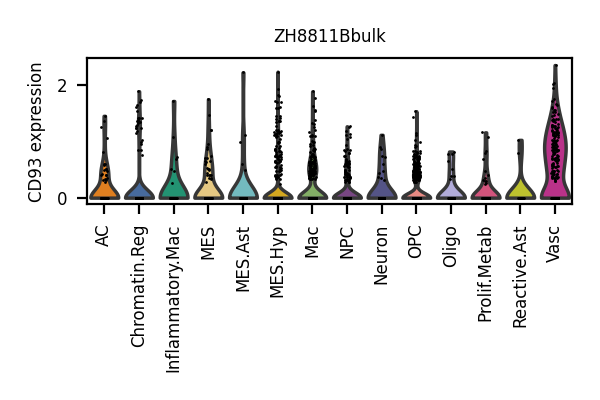 ZH8811Bbulk
CD93 expression
2
0
AC
Chromatin.Reg
Inflammatory.Mac
MES
MES.Ast
MES.Hyp
Mac
NPC
Neuron
OPC
Oligo
Prolif.Metab
Reactive.Ast
Vasc